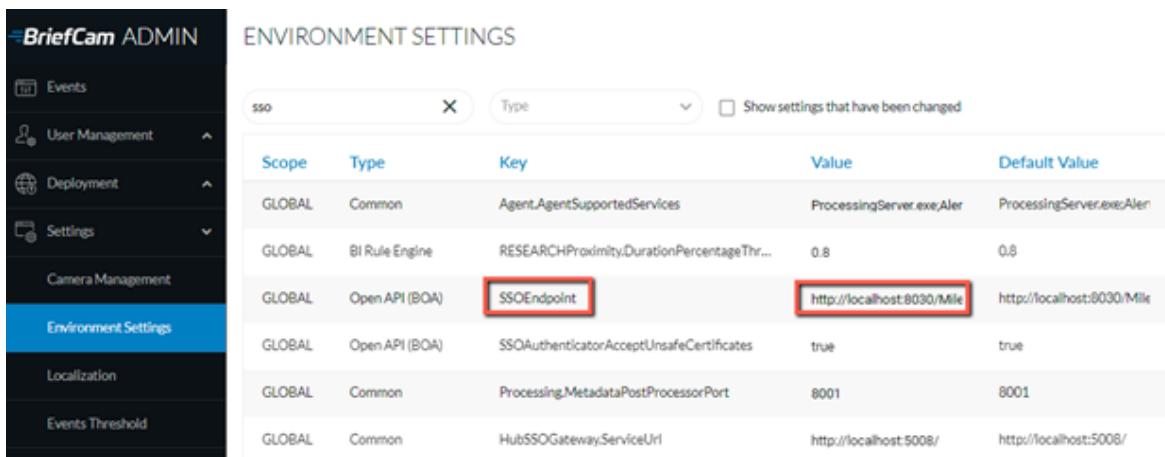 BriefCam ADMIN
ENVIRONMENT SETTINGS
Events
User Management
Deployment
Settings
Camera Management
Environment Settings
Localization
Events Threshold
sso X Type Show settings that have been changed
Scope Type Key Value Default Value
GLOBAL Common Agent.AgentSupportedServices ProcessingServer.exe;Aler ProcessingServer.exe;Aler
GLOBAL BI Rule Engine RESEARCHProximity.DurationPercentageThr... 0.8 0.8
GLOBAL Open API (BOA) SSOEndpoint http://localhost:8030/Mile http://localhost:8030/Mile
GLOBAL Open API (BOA) SSOAuthenticatorAcceptUnsafeCertificates true true
GLOBAL Common Processing.MetadataPostProcessorPort 8001 8001
GLOBAL Common HubSSOGateway.ServiceUrl http://localhost:5008/ http://localhost:5008/